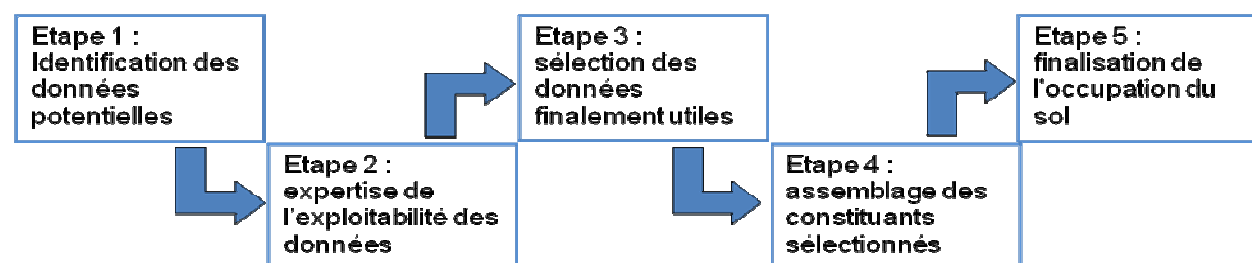 Etape 1 :
Identification des
données
potentielles
Etape 2 :
expertise de
l'exploitabilité des
données
Etape 3 :
sélection des
données
finalement utiles
Etape 4 :
assemblage des
constituants
sélectionnés
Etape 5 :
finalisation de
l'occupation du
sol